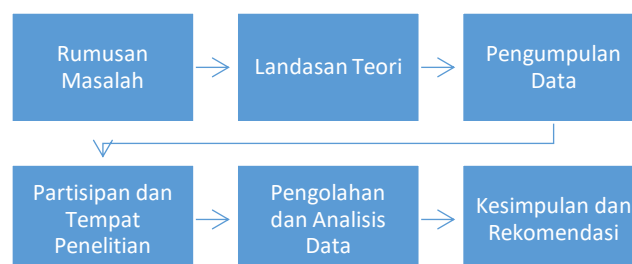 Rumusan
Masalah
Landasan Teori
Pengumpulan
Data
Partisipan dan
Tempat
Penelitian
Pengolahan
dan Analisis
Data
Kesimpulan dan
Rekomendasi